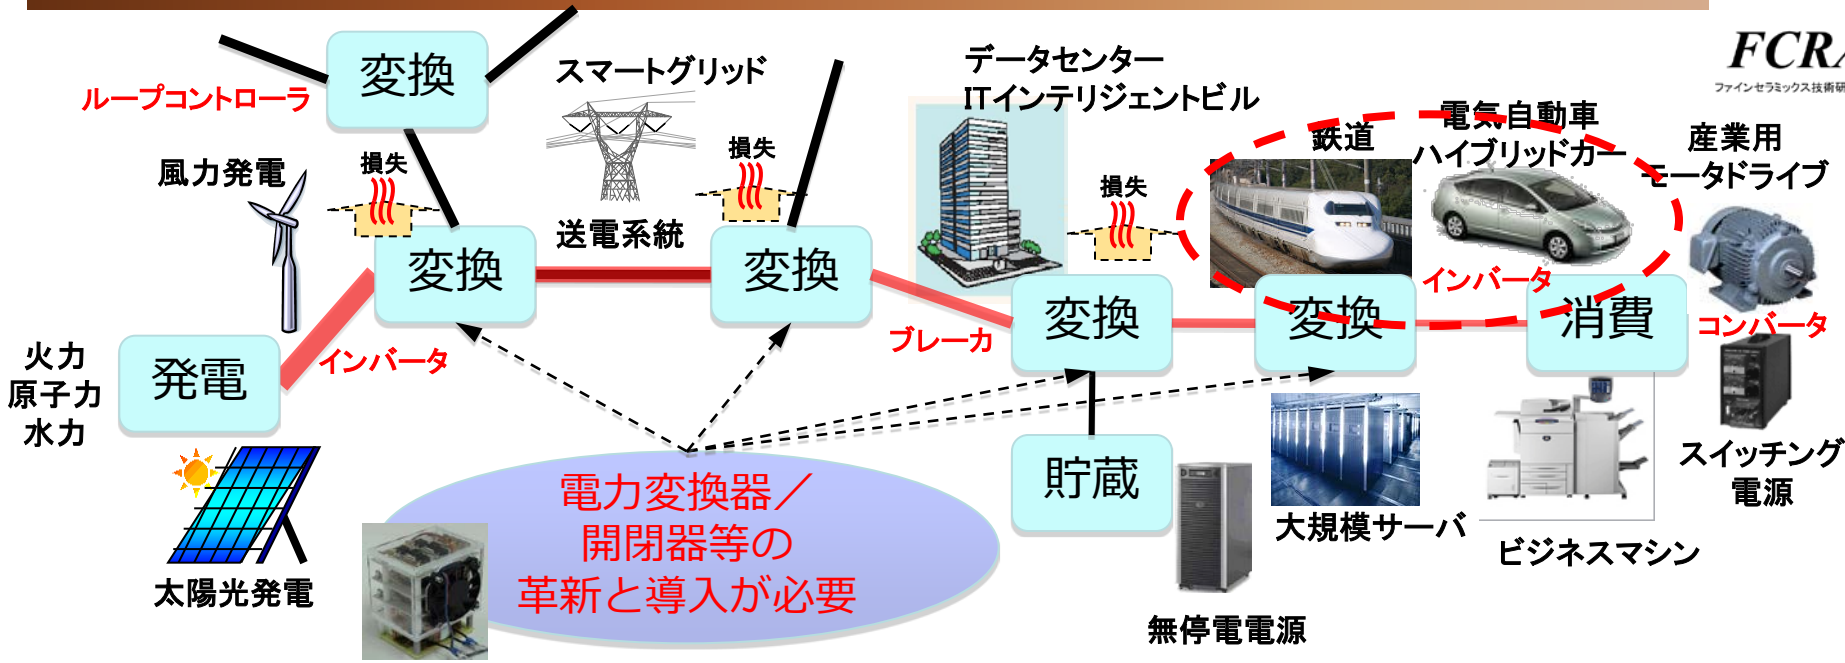 FCRA
ファインセラミックス技術研
変換
ループコントローラ
スマートグリッド
データセンター
ITインテリジェントビル
鉄道
電気自動車
ハイブリッドカー
産業用
モータドライブ
風力発電
損失
損失
損失
送電系統
変換
変換
変換
変換
インバータ
消費
コンバータ
火力
原子力
水力
発電
インバータ
ブレーカ
貯蔵
電力変換器／
開閉器等の
革新と導入が必要
太陽光発電
無停電電源
大規模サーバ
ビジネスマシン
スイッチング
電源